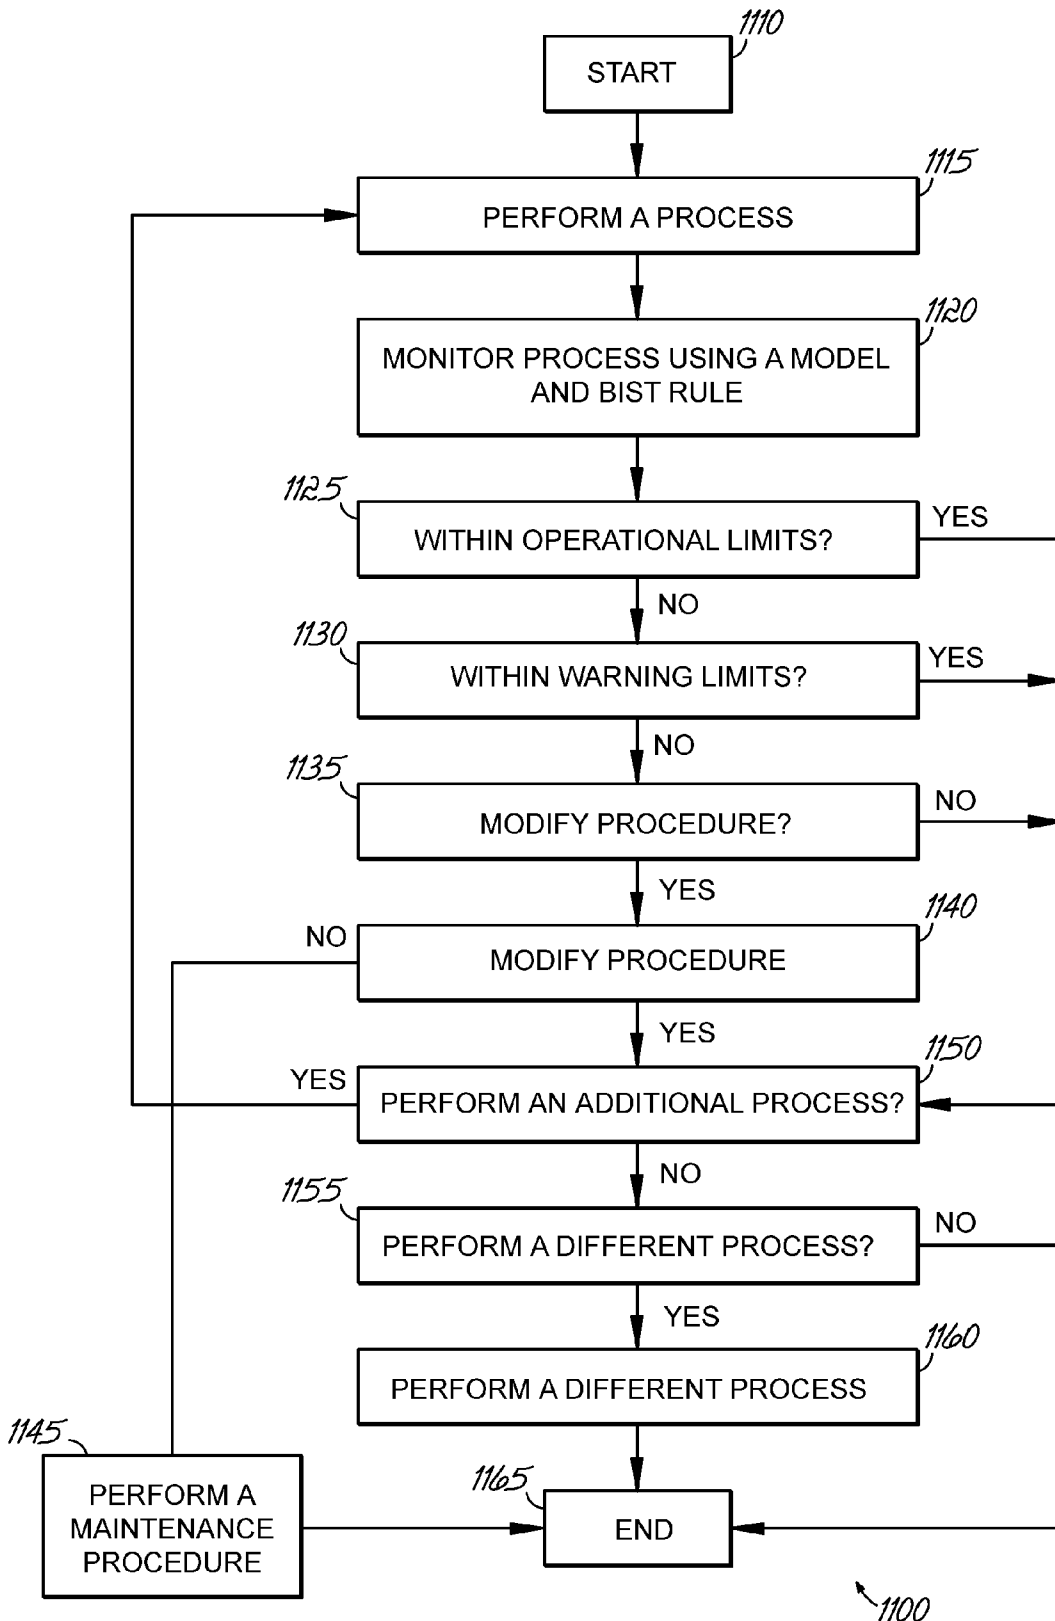 1110
START
1115
PERFORM A PROCESS
1120
MONITOR PROCESS USING A MODEL
AND BIST RULE
1125
WITHIN OPERATIONAL LIMITS?
YES
NO
1130
WITHIN WARNING LIMITS?
YES
NO
1135
MODIFY PROCEDURE?
NO
YES
1140
NO
MODIFY PROCEDURE
YES
1150
YES
PERFORM AN ADDITIONAL PROCESS?
NO
1155
PERFORM A DIFFERENT PROCESS?
NO
YES
1160
PERFORM A DIFFERENT PROCESS
1145
PERFORM A
MAINTENANCE
PROCEDURE
1165
END
1100